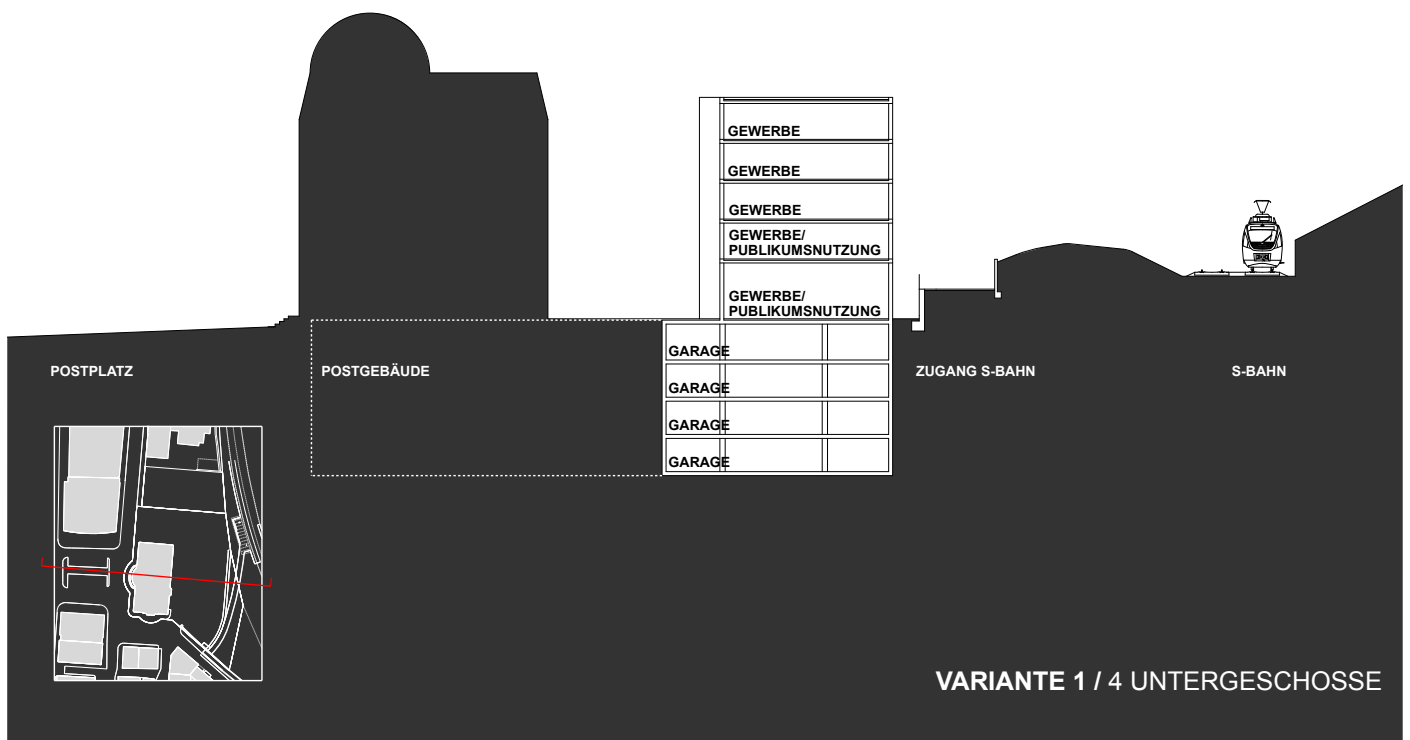 GEWERBE
GEWERBE
GEWERBE
GEWERBE/
PUBLIKUMSNUTZUNG
GEWERBE/
PUBLIKUMSNUTZUNG
GARAGE
GARAGE
GARAGE
GARAGE
POSTPLATZ
POSTGEBÄUDE
ZUGANG S-BAHN
S-BAHN
VARIANTE 1 / 4 UNTERGESCHOSSE